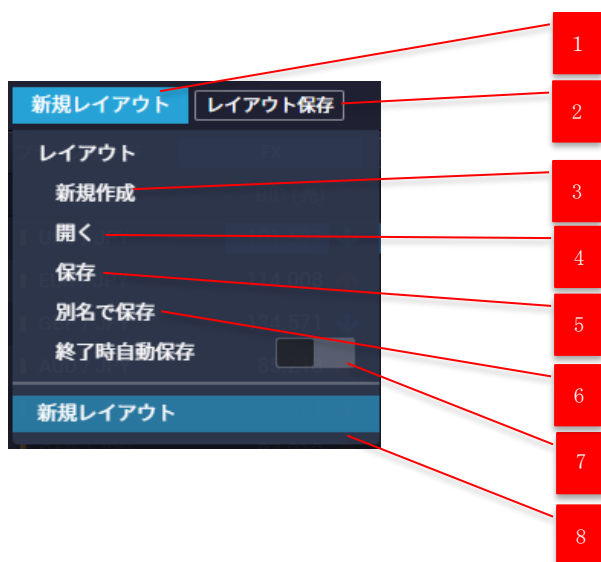 1
新規レイアウト レイアウト保存
2
レイアウト
新規作成
3
開く
4
保存
5
別名で保存
終了時自動保存
6
新規レイアウト
7
8